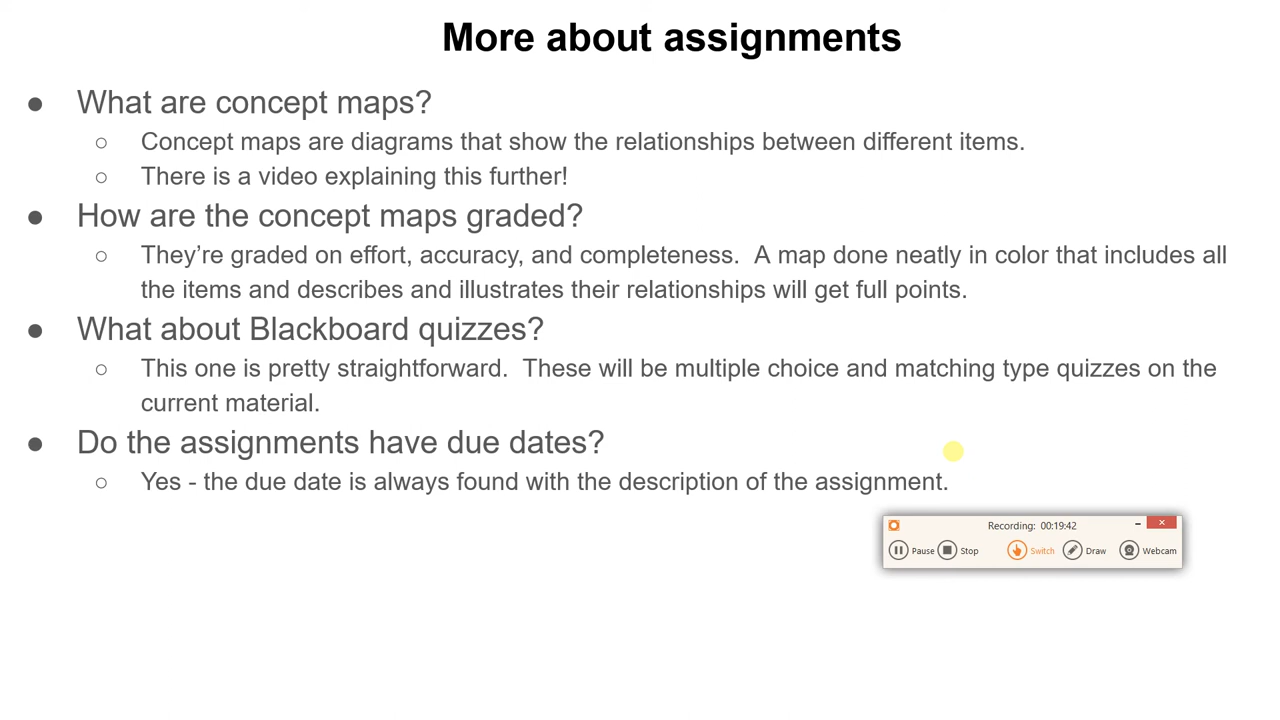 More about assignments
● What are concept maps?
○ Concept maps are diagrams that show the relationships between different items.
○ There is a video explaining this further!
● How are the concept maps graded?
○ They’re graded on effort, accuracy, and completeness.  A map done neatly in color that includes all
the items and describes and illustrates their relationships will get full points.
● What about Blackboard quizzes?
○ This one is pretty straightforward.  These will be multiple choice and matching type quizzes on the
current material.
● Do the assignments have due dates?
○ Yes - the due date is always found with the description of the assignment.
Recording: 00:19:42
Pause Stop Switch Draw Webcam